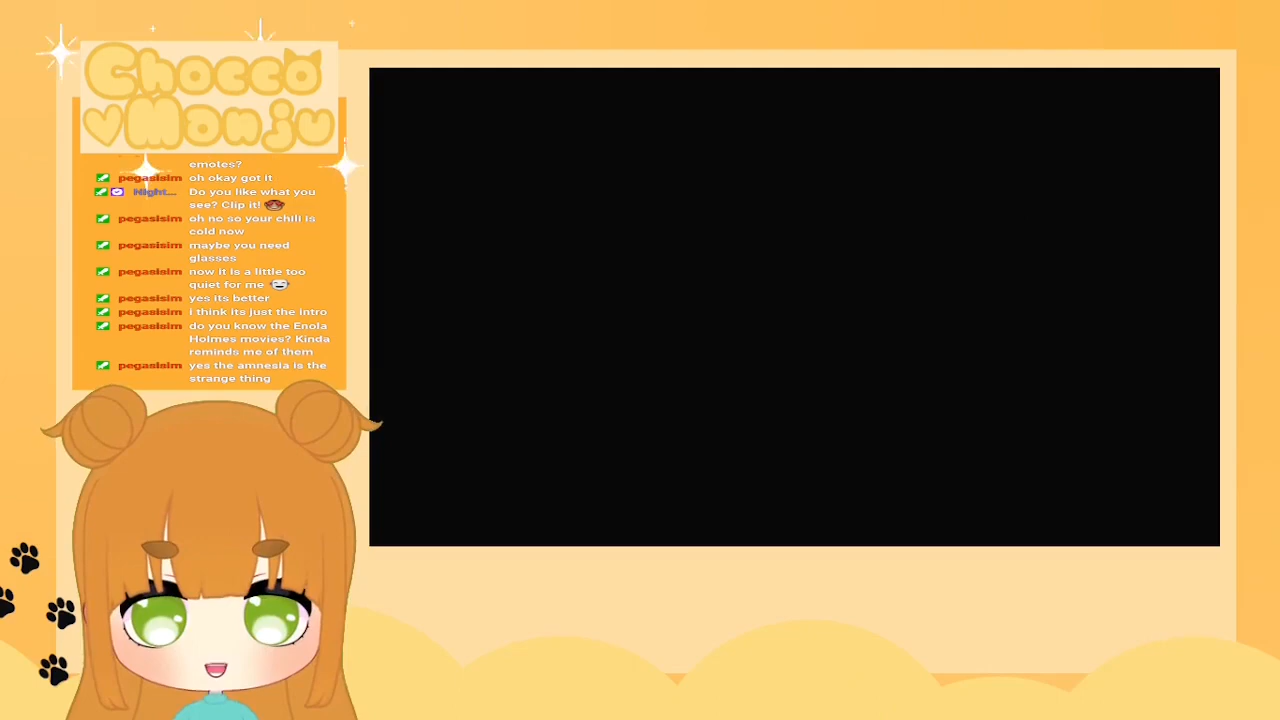 Chocco
Manju
emotes?
pegasisim oh okay got it
Night... Do you like what you
see? Clip it!
pegasisim oh no so your chili is
cold now
pegasisim maybe you need
glasses
pegasisim now it is a little too
quiet for me
pegasisim yes its better
pegasisim i think its just the intro
pegasisim do you know the Enola
Holmes movies? Kinda
reminds me of them
pegasisim yes the amnesia is the
strange thing